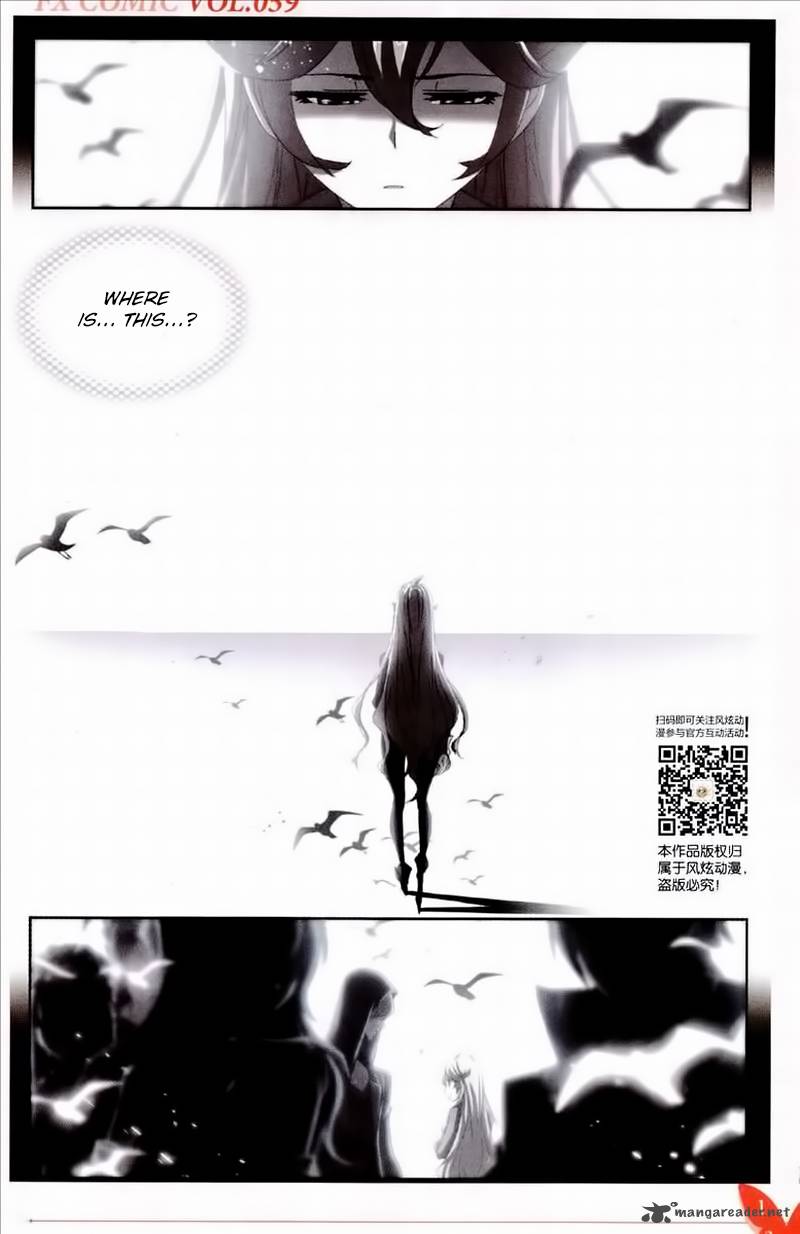 FX COMIC VOL.059
WHERE
IS... THIS...?
扫码即可关注风炫动
漫参与官方互动活动!
本作品版权归
属于风炫动漫，
盗版必究！
1
mangareader.net